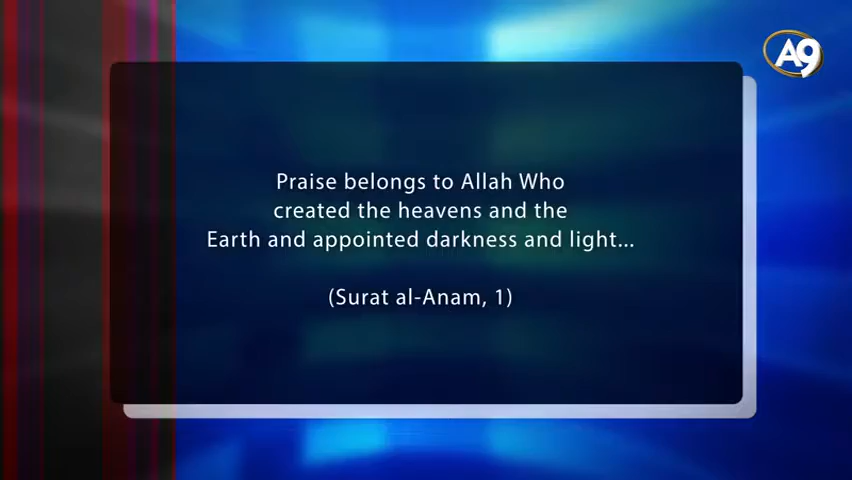 A9
Praise belongs to Allah Who
created the heavens and the
Earth and appointed darkness and light...
(Surat al-Anam, 1)